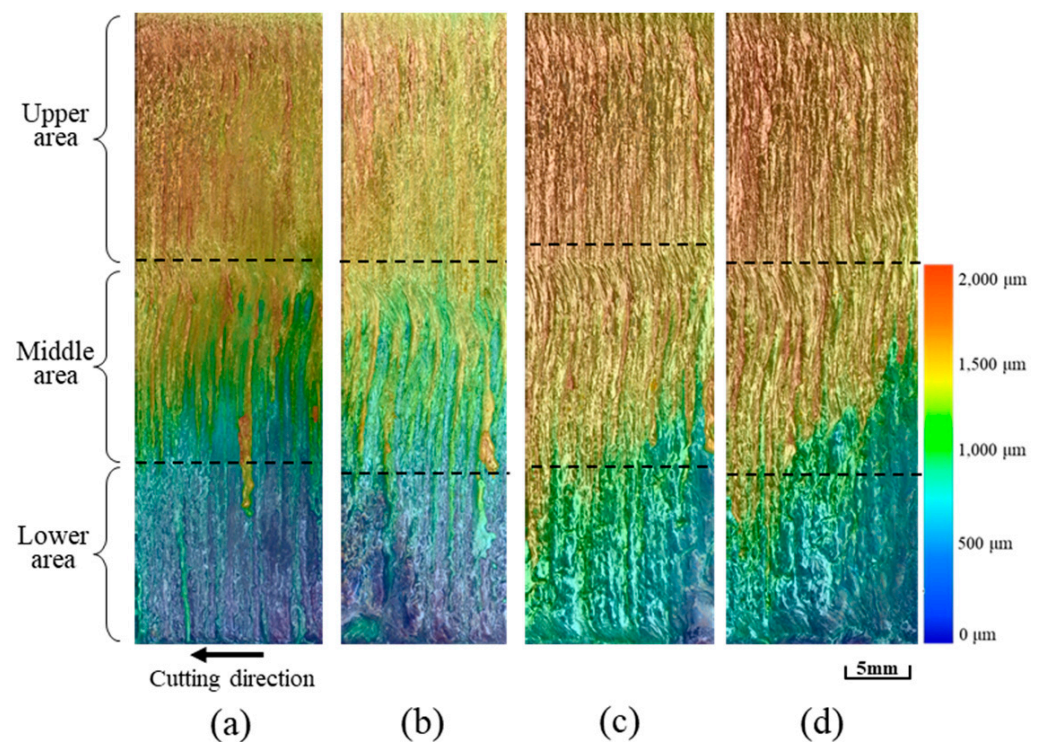 Upper
area
Middle
area
Lower
area
2,000 μm
1,500 μm
1,000 μm
500 μm
0 μm
Cutting direction
5mm
(a)
(b)
(c)
(d)